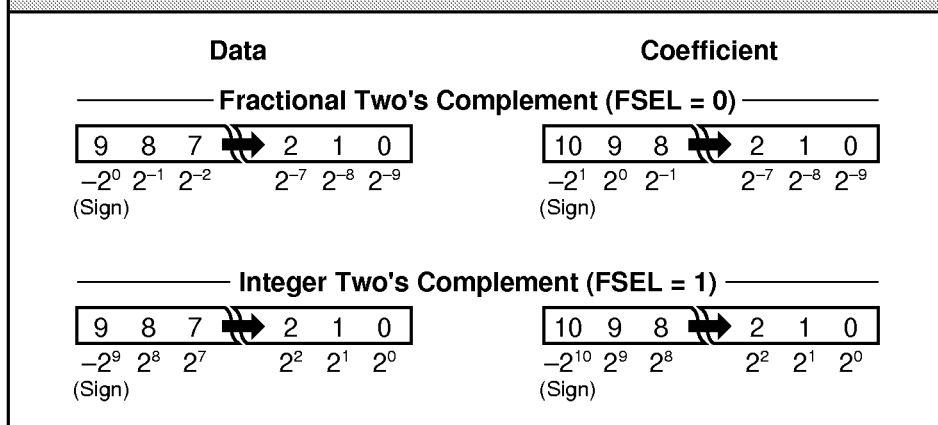 Data Coefficient
Fractional Two's Complement (FSEL = 0)
9 8 7 2 1 0 10 9 8 2 1 0
–2⁰ 2⁻¹ 2⁻² 2⁻⁷ 2⁻⁸ 2⁻⁹ –2¹ 2⁰ 2⁻¹ 2⁻⁷ 2⁻⁸ 2⁻⁹
(Sign) (Sign)
Integer Two's Complement (FSEL = 1)
9 8 7 2 1 0 10 9 8 2 1 0
–2⁹ 2⁸ 2⁷ 2² 2¹ 2⁰ –2¹⁰ 2⁹ 2⁸ 2² 2¹ 2⁰
(Sign) (Sign)